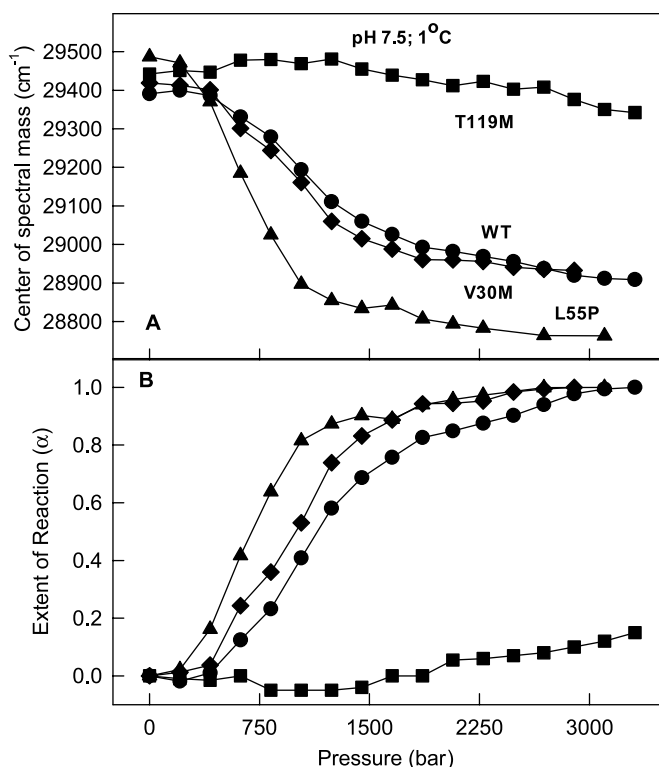 pH 7.5; 1°C
29500
29400
29300
29200
29100
29000
28900
28800
Center of spectral mass (cm-1)
T119M
WT
V30M
L55P
A
B
1.0
0.8
0.6
0.4
0.2
0.0
Extent of Reaction (α)
0 750 1500 2250 3000
Pressure (bar)